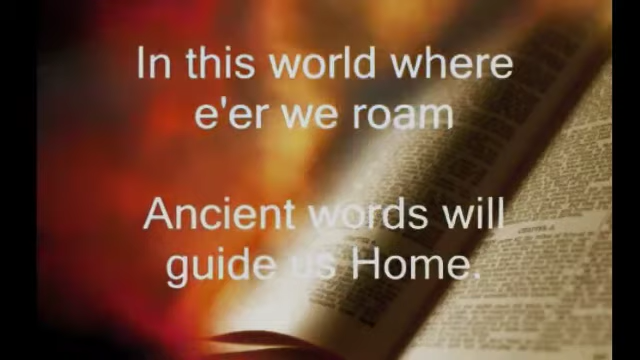 In this world where
e'er we roam
Ancient words will
guide us Home.